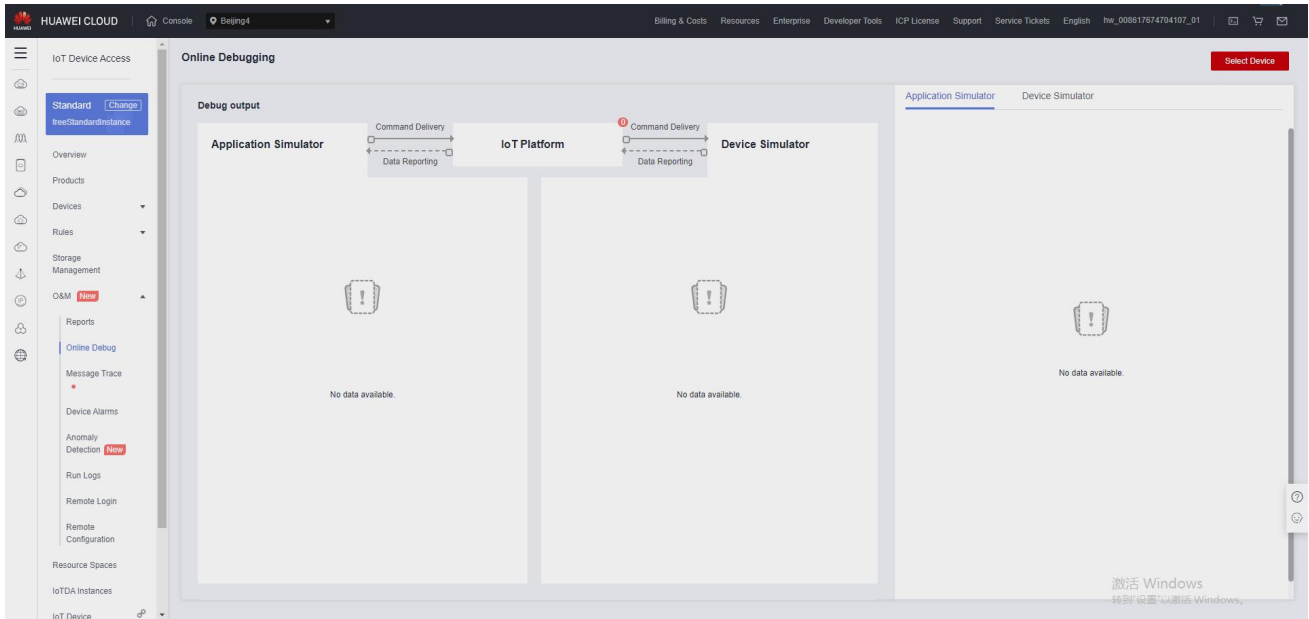 HUAWEI
HUAWEI CLOUD
Console
Beijing4
Billing & Costs
Resources
Enterprise
Developer Tools
ICP License
Support
Service Tickets
English
hw_008617674704107_01
IoT Device Access
Standard
Change
freeStandardInstance
Overview
Products
Devices
Rules
Storage
Management
O&M New
Reports
Online Debug
Message Trace
Device Alarms
Anomaly
Detection New
Run Logs
Remote Login
Remote
Configuration
Resource Spaces
IoTDA Instances
IoT Device
Online Debugging
Select Device
Debug output
Application Simulator
Command Delivery
Data Reporting
IoT Platform
0
Command Delivery
Data Reporting
Device Simulator
No data available.
No data available.
Application Simulator
Device Simulator
No data available.
激活 Windows
转到"设置"以激活 Windows。